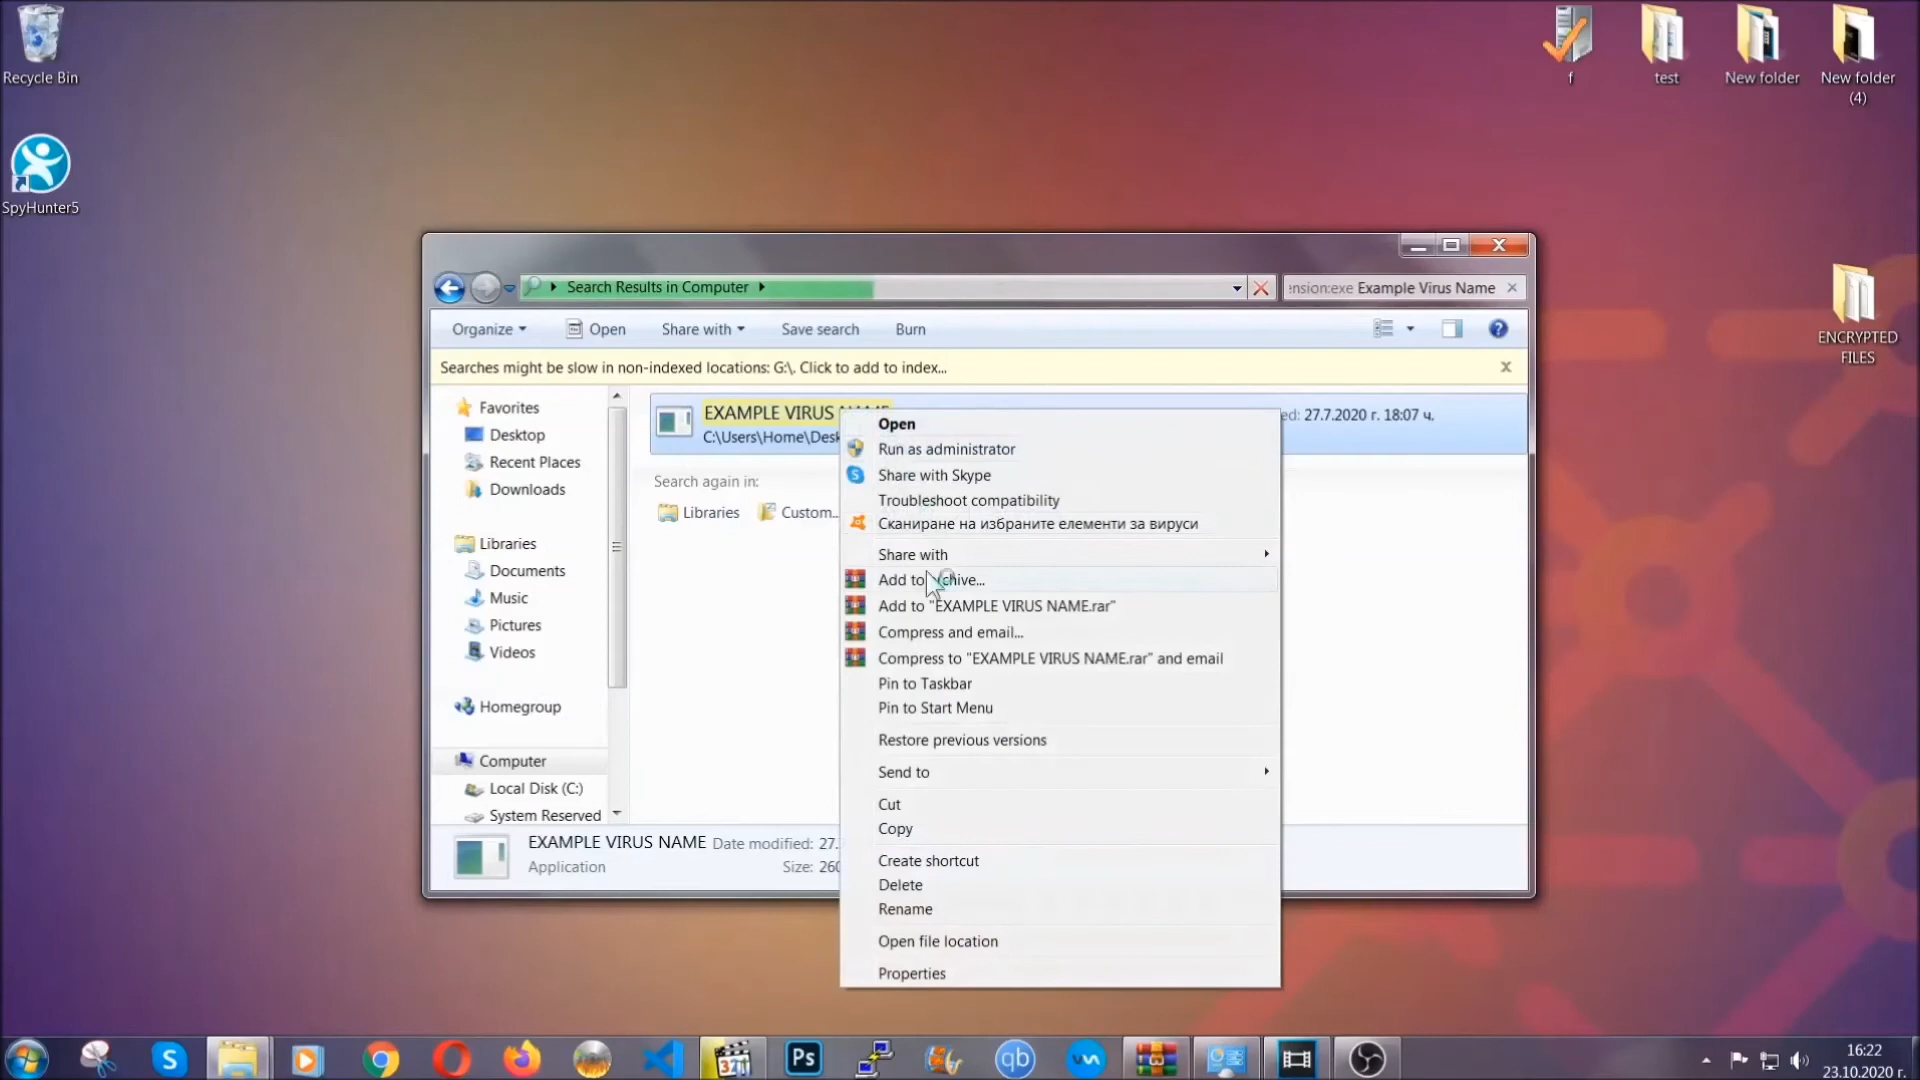 Recycle Bin
SpyHunter5
f
test
New folder
New folder
(4)
ENCRYPTED
FILES
Search Results in Computer
ension:exe Example Virus Name
Organize
Open
Share with
Save search
Burn
Searches might be slow in non-indexed locations: G:\. Click to add to index...
Favorites
Desktop
Recent Places
Downloads
Libraries
Documents
Music
Pictures
Videos
Homegroup
Computer
Local Disk (C:)
System Reserved
EXAMPLE VIRUS NAME
C:\Users\Home\Desk
ed: 27.7.2020 г. 18:07 ч.
Search again in:
Libraries
Custom...
Open
Run as administrator
Share with Skype
Troubleshoot compatibility
Сканиране на избраните елементи за вируси
Share with
Add to archive...
Add to "EXAMPLE VIRUS NAME.rar"
Compress and email...
Compress to "EXAMPLE VIRUS NAME.rar" and email
Pin to Taskbar
Pin to Start Menu
Restore previous versions
Send to
Cut
Copy
Create shortcut
Delete
Rename
Open file location
Properties
EXAMPLE VIRUS NAME Date modified: 27.
Application Size: 260
S
321
Ps
qb
16:22
23.10.2020 г.